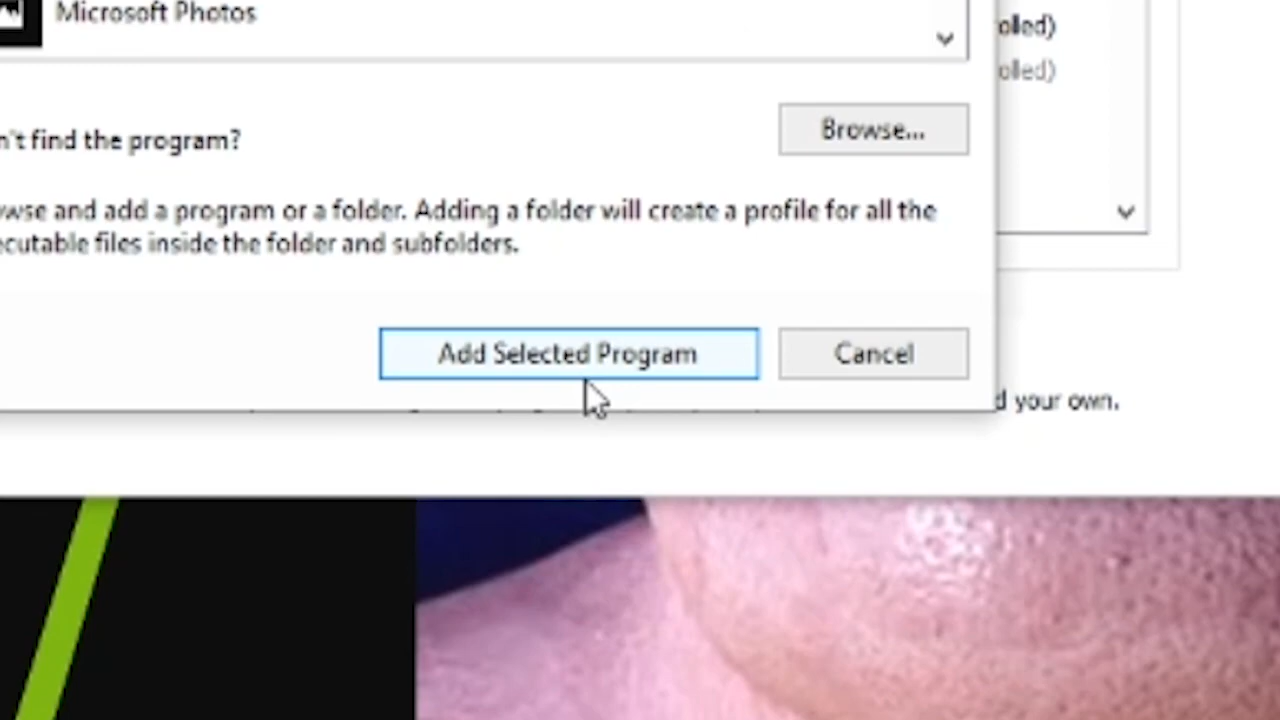 Microsoft Photos
olled)
olled)
n't find the program?
Browse...
wse and add a program or a folder. Adding a folder will create a profile for all the
ecutable files inside the folder and subfolders.
Add Selected Program
Cancel
d your own.